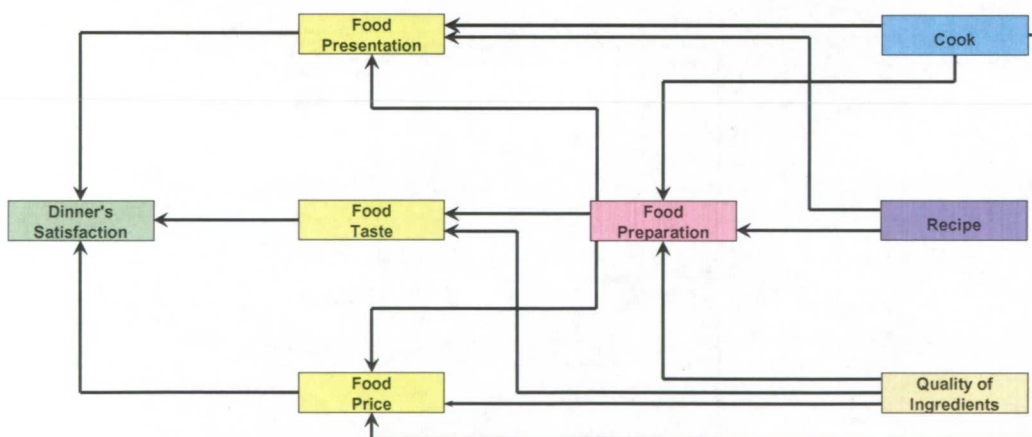 Food
Presentation
Cook
Dinner's
Satisfaction
Food
Taste
Food
Preparation
Recipe
Food
Price
Quality of
Ingredients